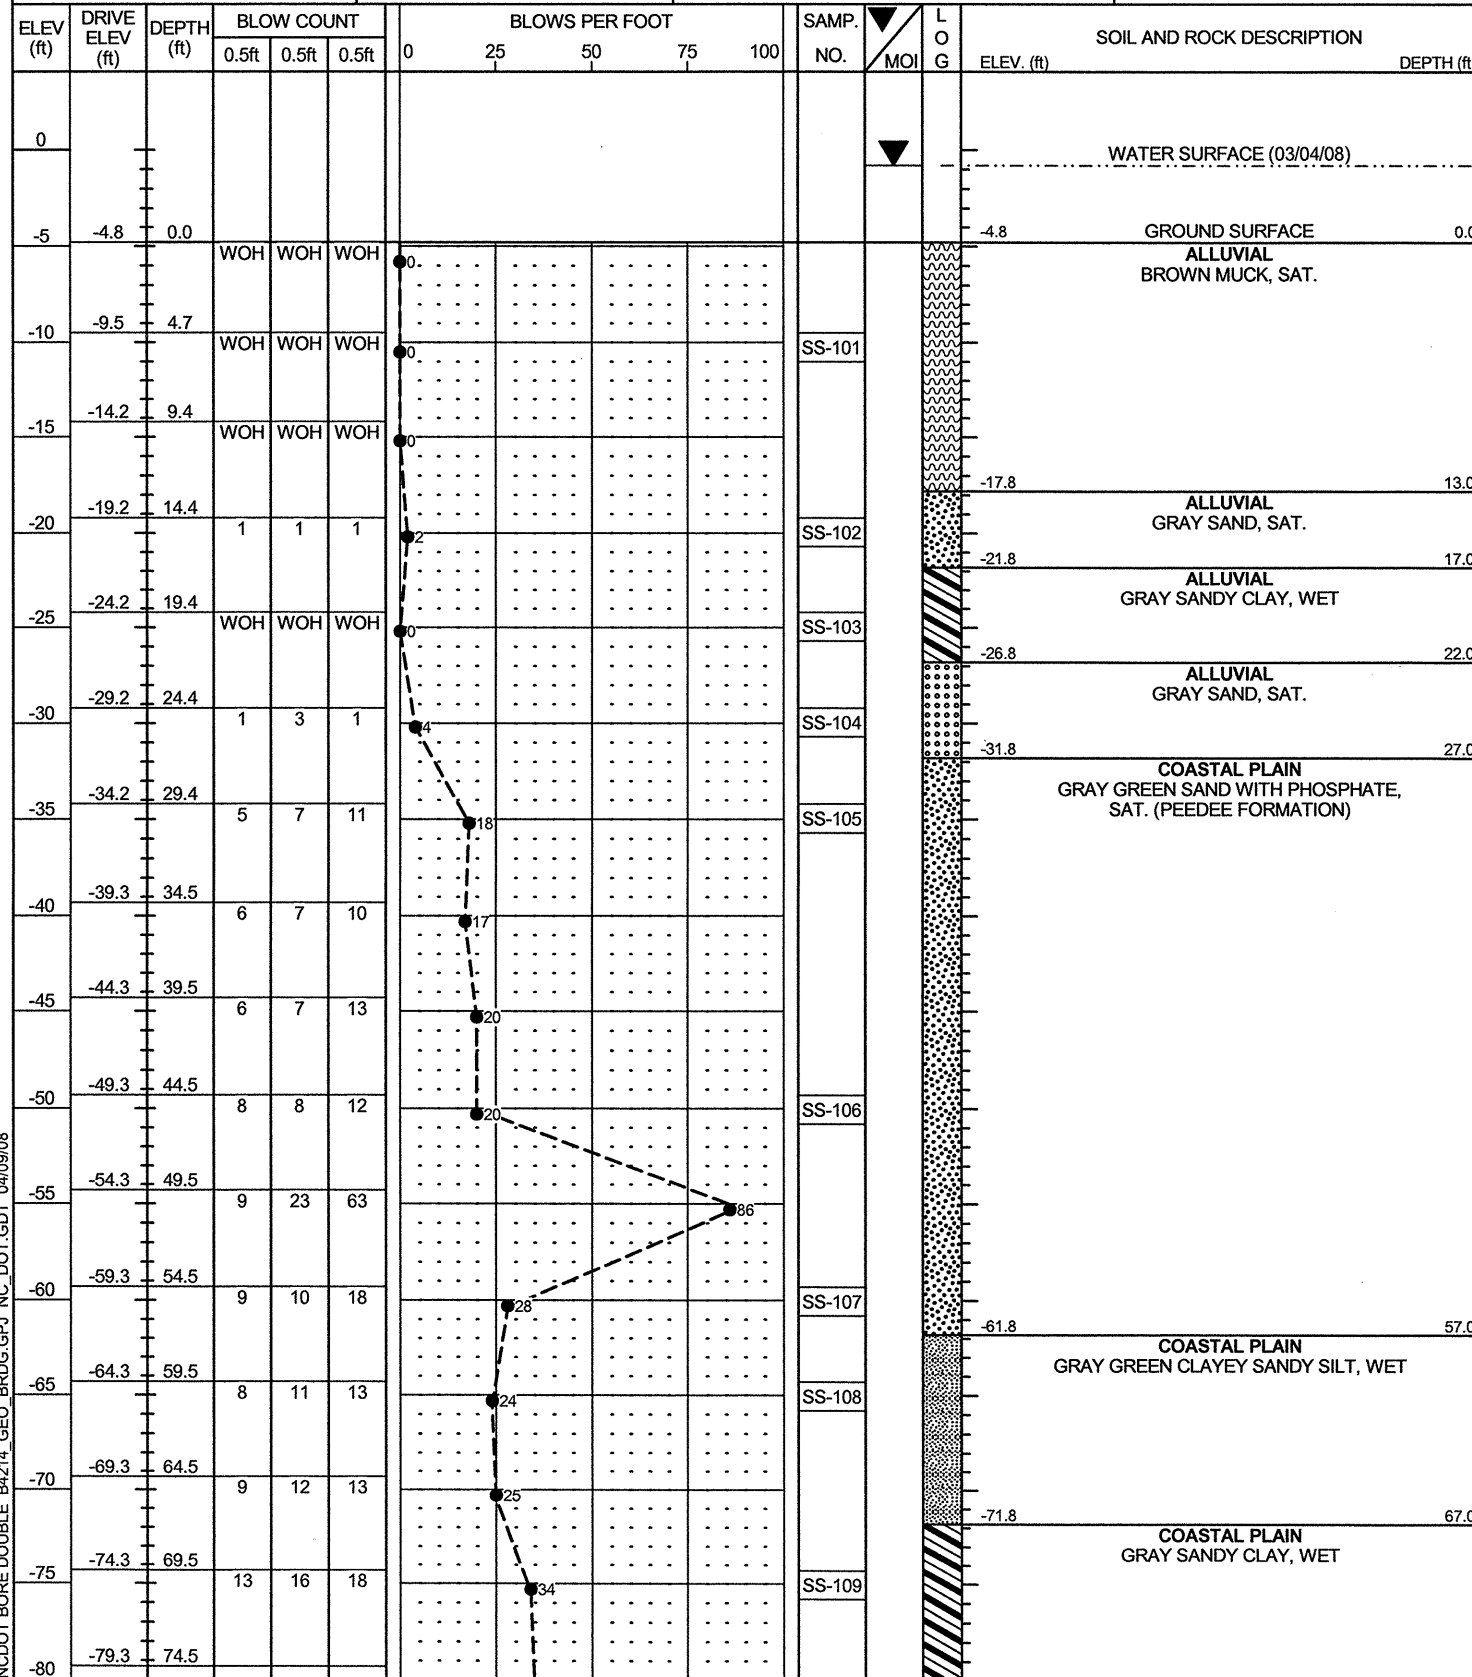 ELEV (ft) DRIVE ELEV (ft) DEPTH (ft) BLOW COUNT BLOWS PER FOOT SAMP. NO. MOI LOG SOIL AND ROCK DESCRIPTION
0.5ft 0.5ft 0.5ft 0 25 50 75 100 ELEV. (ft) DEPTH (ft
0
WATER SURFACE (03/04/08)
-5 -4.8 0.0 -4.8 GROUND SURFACE 0.0
WOH WOH WOH 0 ALLUVIAL
BROWN MUCK, SAT.
-10 -9.5 4.7
WOH WOH WOH 0 SS-101
-15 -14.2 9.4
WOH WOH WOH 0
-17.8 13.0
-20 -19.2 14.4 ALLUVIAL
1 1 1 2 SS-102 GRAY SAND, SAT.
-21.8 17.0
-25 -24.2 19.4 ALLUVIAL
GRAY SANDY CLAY, WET
WOH WOH WOH 0 SS-103
-26.8 22.0
-30 -29.2 24.4 ALLUVIAL
GRAY SAND, SAT.
1 3 1 4 SS-104
-31.8 27.0
COASTAL PLAIN
-35 -34.2 29.4 GRAY GREEN SAND WITH PHOSPHATE,
5 7 11 18 SS-105 SAT. (PEEDEE FORMATION)
-40 -39.3 34.5
6 7 10 17
-45 -44.3 39.5
6 7 13 20
-50 -49.3 44.5
8 8 12 20 SS-106
-55 -54.3 49.5
9 23 63 86
-60 -59.3 54.5
9 10 18 28 SS-107
-61.8 57.0
COASTAL PLAIN
-65 -64.3 59.5 GRAY GREEN CLAYEY SANDY SILT, WET
8 11 13 24 SS-108
-70 -69.3 64.5
9 12 13 25
-71.8 67.0
COASTAL PLAIN
-75 -74.3 69.5 GRAY SANDY CLAY, WET
13 16 18 34 SS-109
-80 -79.3 74.5
NCDOT BORE DOUBLE B4214_GEO_BRDG.GPJ NC_DOT.GDT 04/09/08